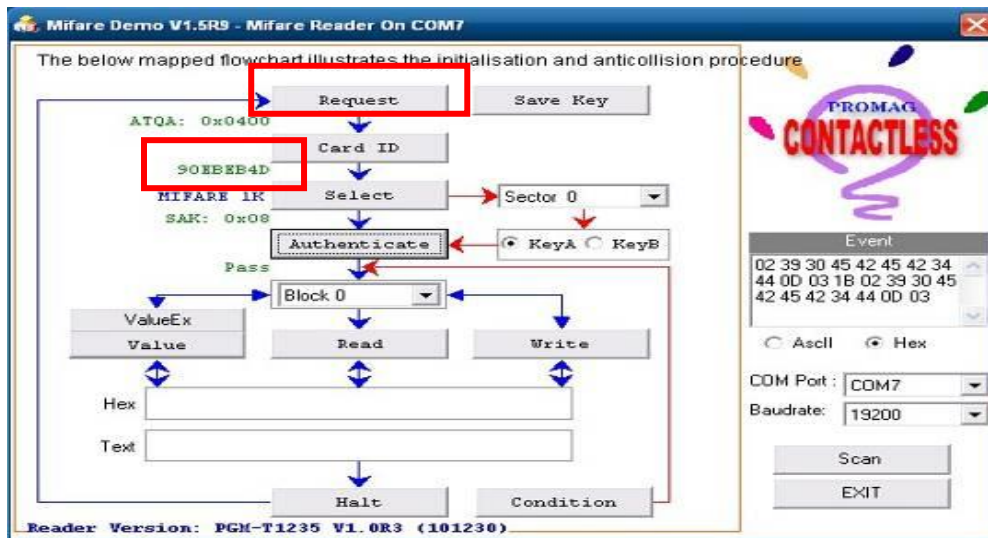 Mifare Demo V1.5R9 - Mifare Reader On COM7
The below mapped flowchart illustrates the initialisation and anticollision procedure
Request
Save Key
ATQA: 0x0400
Card ID
90EBEB4D
MIFARE 1K
Select
Sector 0
SAK: 0x08
Authenticate
KeyA
KeyB
Pass
Block 0
ValueEx
Value
Read
Write
Hex
Text
Halt
Condition
Reader Version: PGM-T1235 V1.0R3 (101230)
PROMAG
CONTACTLESS
Event
02 39 30 45 42 45 42 34
44 0D 03 1B 02 39 30 45
42 45 42 34 44 0D 03
AscII
Hex
COM Port :
COM7
Baudrate:
19200
Scan
EXIT